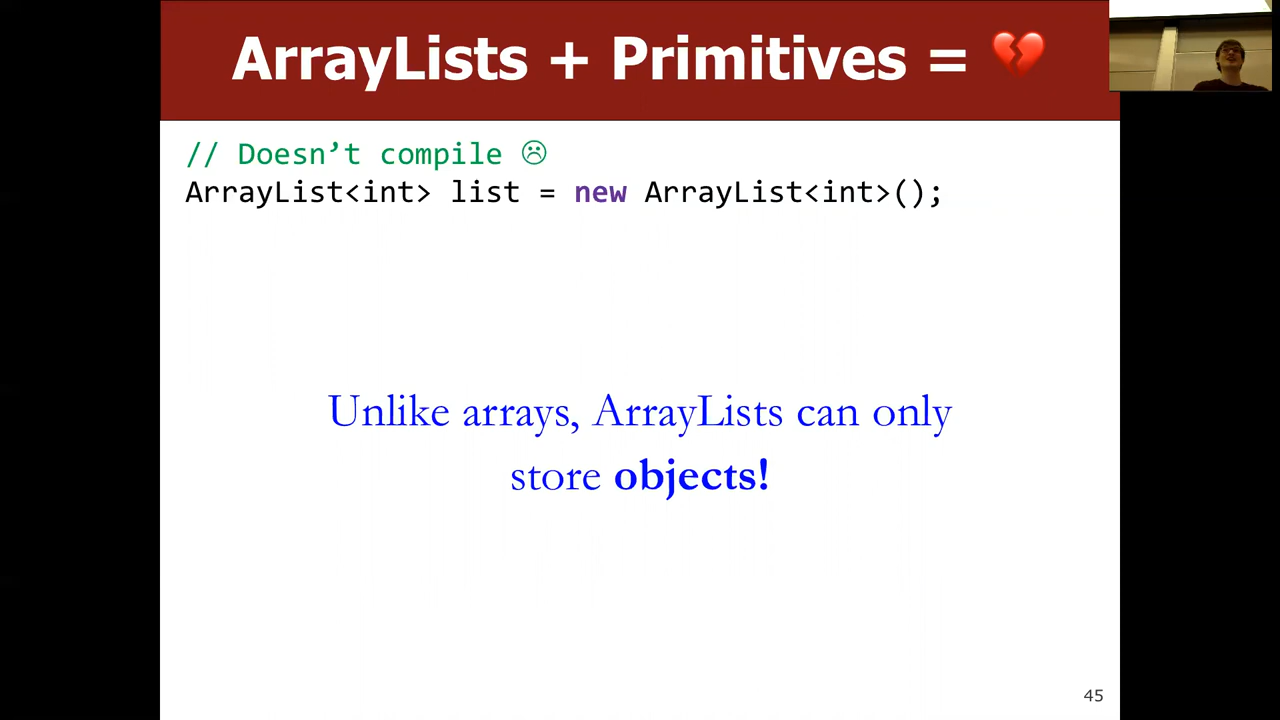 ArrayLists + Primitives = 💔
// Doesn’t compile ☹
ArrayList<int> list = new ArrayList<int>();
Unlike arrays, ArrayLists can only
store objects!
45